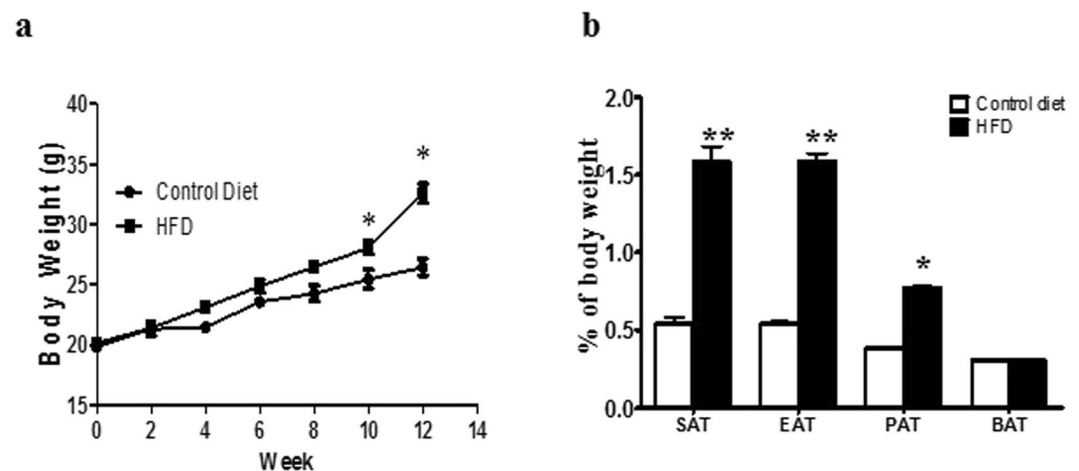 a
b
40
35
30
25
20
15
Body Weight (g)
Control Diet
HFD
*
*
0 2 4 6 8 10 12 14
Week
2.0
1.5
1.0
0.5
0.0
% of body weight
Control diet
HFD
**
**
*
SAT EAT PAT BAT